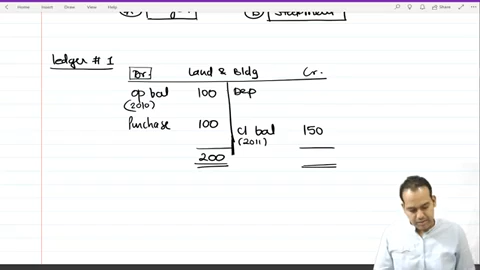 ledger # 1
Dr. Land & Bldg Cr.
op bal 100 Dep
(2010)
Purchase 100
cl bal 150
(2011)
200